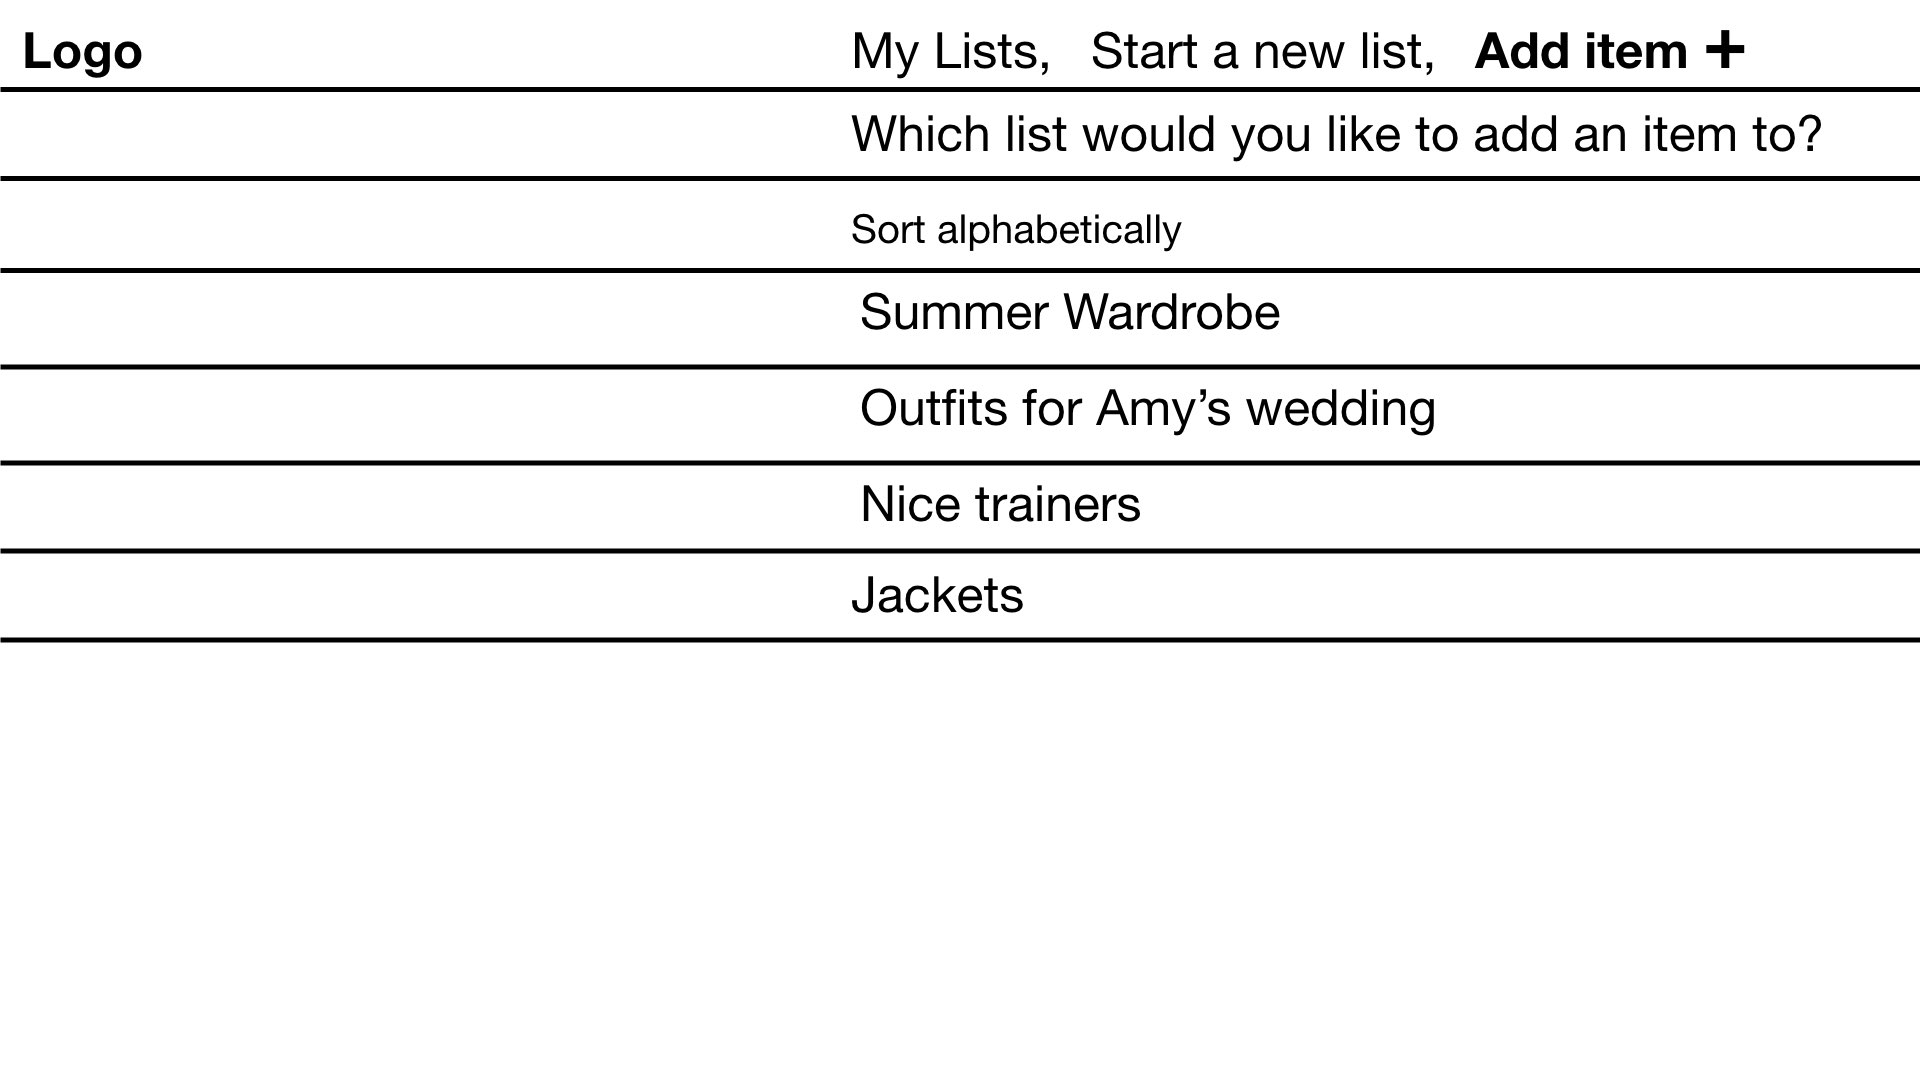 Logo My Lists, Start a new list, Add item +
Which list would you like to add an item to?
Sort alphabetically
Summer Wardrobe
Outfits for Amy’s wedding
Nice trainers
Jackets